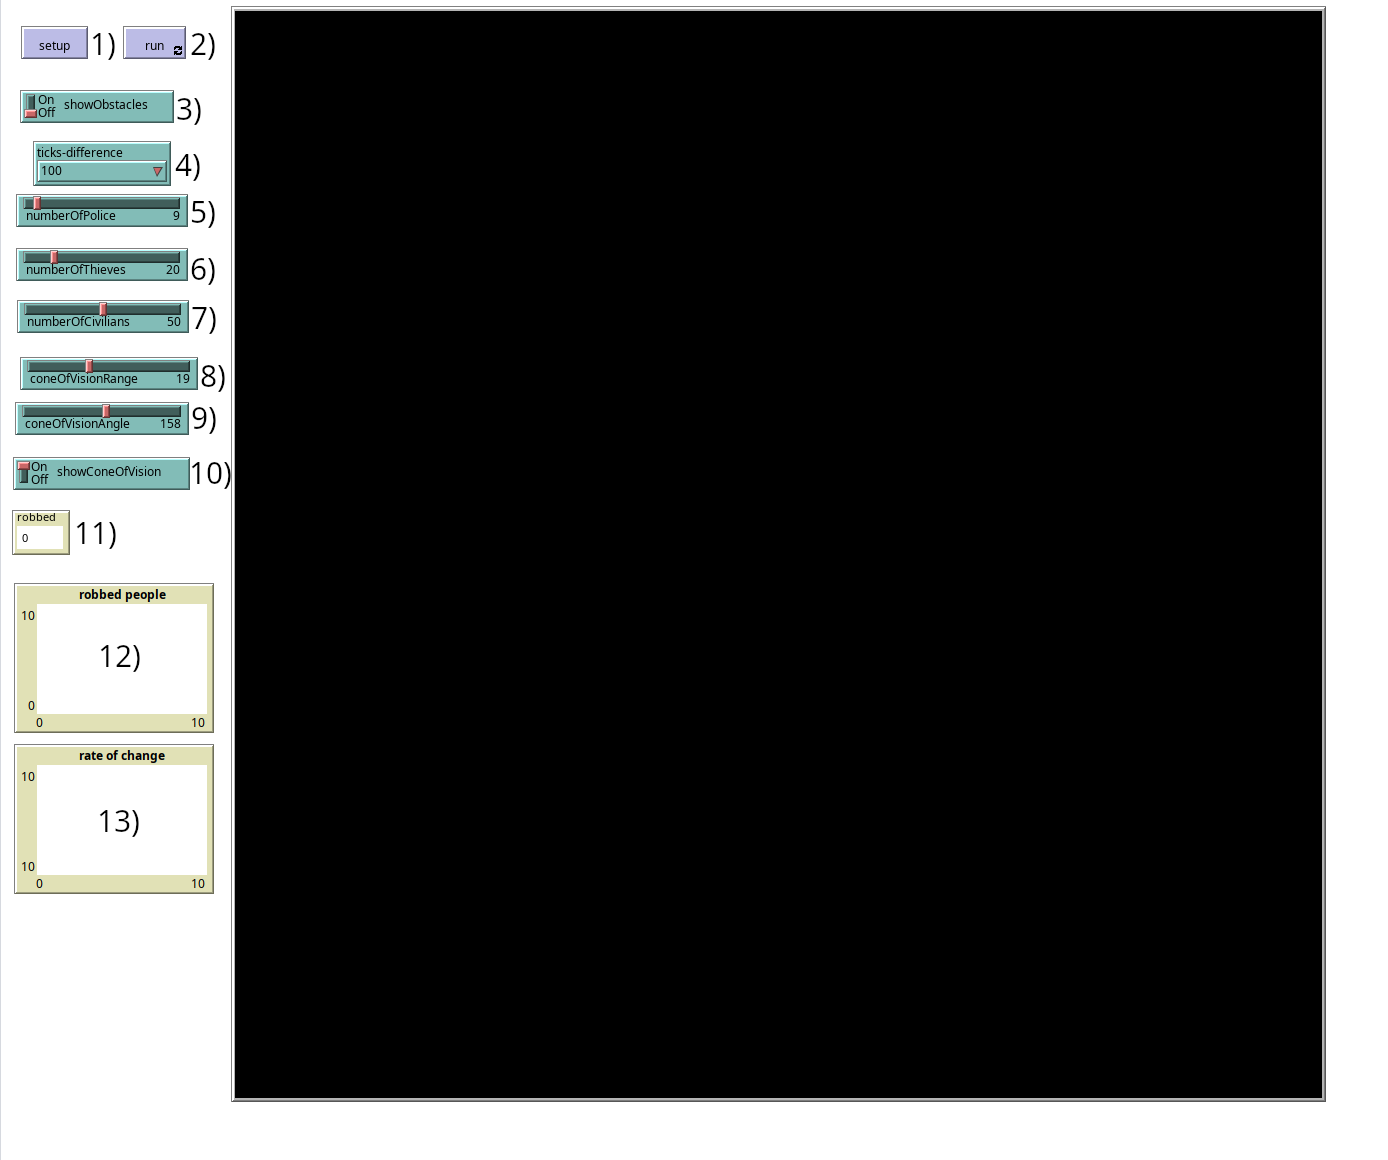 setup 1) run 2)
On
Off showObstacles 3)
ticks-difference
100 4)
numberOfPolice 9 5)
numberOfThieves 20 6)
numberOfCivilians 50 7)
coneOfVisionRange 19 8)
coneOfVisionAngle 158 9)
On
Off showConeOfVision 10)
robbed
0 11)
robbed people
10
12)
0
0 10
rate of change
10
13)
10
0 10